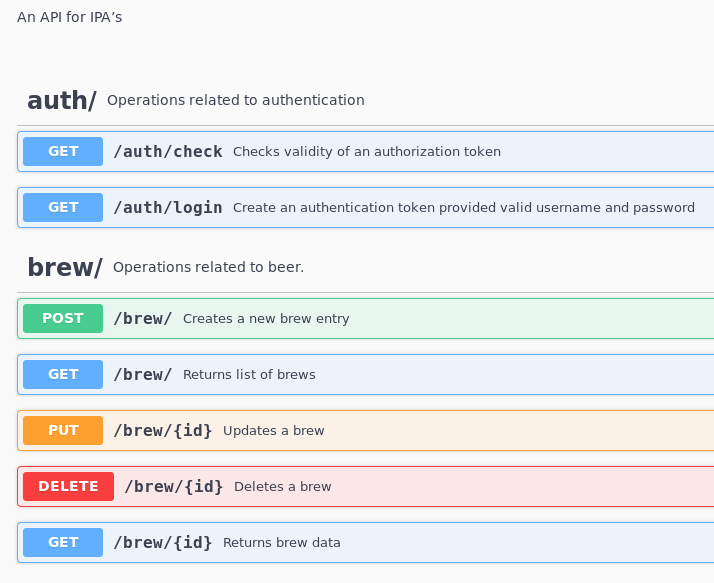 An API for IPA’s
auth/ Operations related to authentication
GET /auth/check Checks validity of an authorization token
GET /auth/login Create an authentication token provided valid username and password
brew/ Operations related to beer.
POST /brew/ Creates a new brew entry
GET /brew/ Returns list of brews
PUT /brew/{id} Updates a brew
DELETE /brew/{id} Deletes a brew
GET /brew/{id} Returns brew data